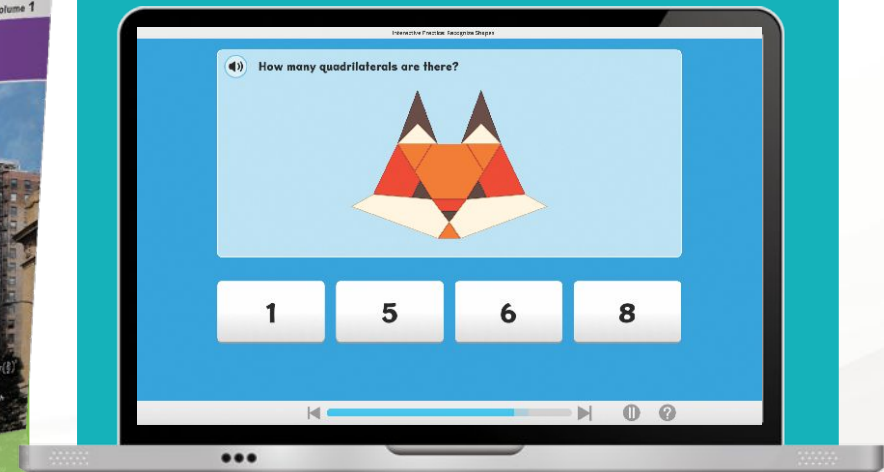 olume 1
Interactive Practice: Recognize Shapes
How many quadrilaterals are there?
1 5 6 8
?